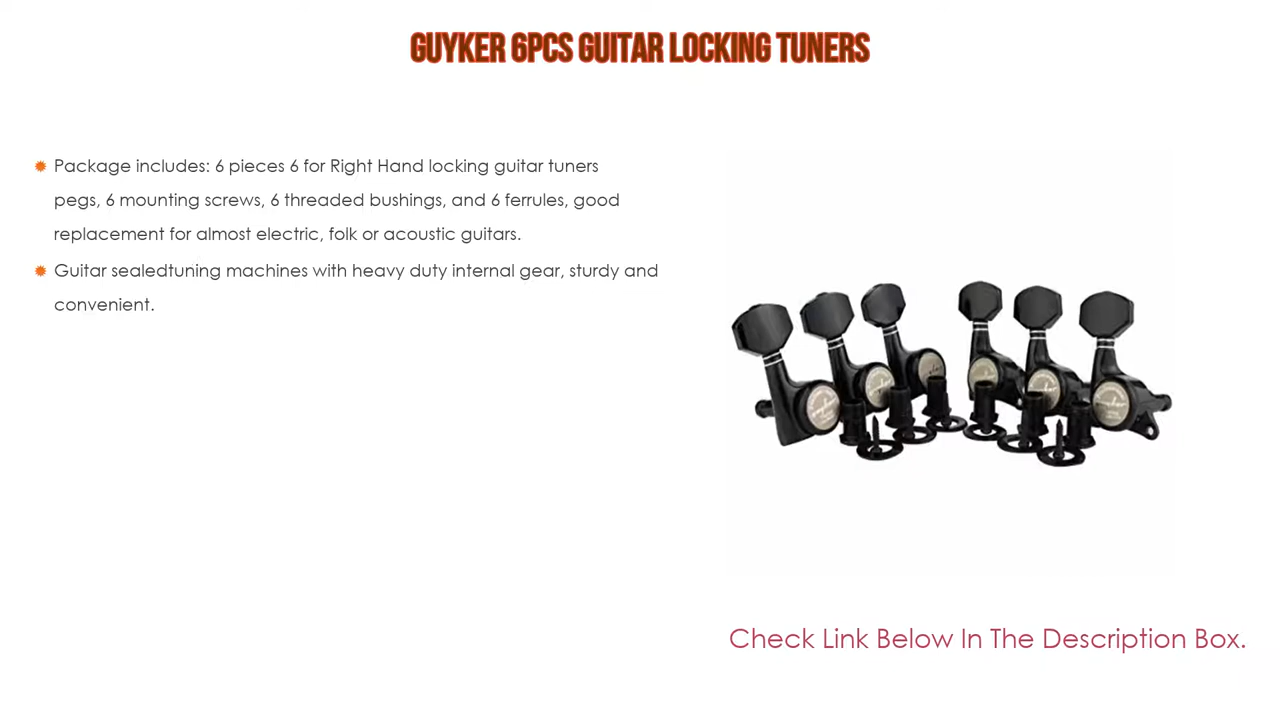 GUYKER 6PCS GUITAR LOCKING TUNERS
Package includes: 6 pieces 6 for Right Hand locking guitar tuners
pegs, 6 mounting screws, 6 threaded bushings, and 6 ferrules, good
replacement for almost electric, folk or acoustic guitars.
Guitar sealedtuning machines with heavy duty internal gear, sturdy and
convenient.
Check Link Below In The Description Box.